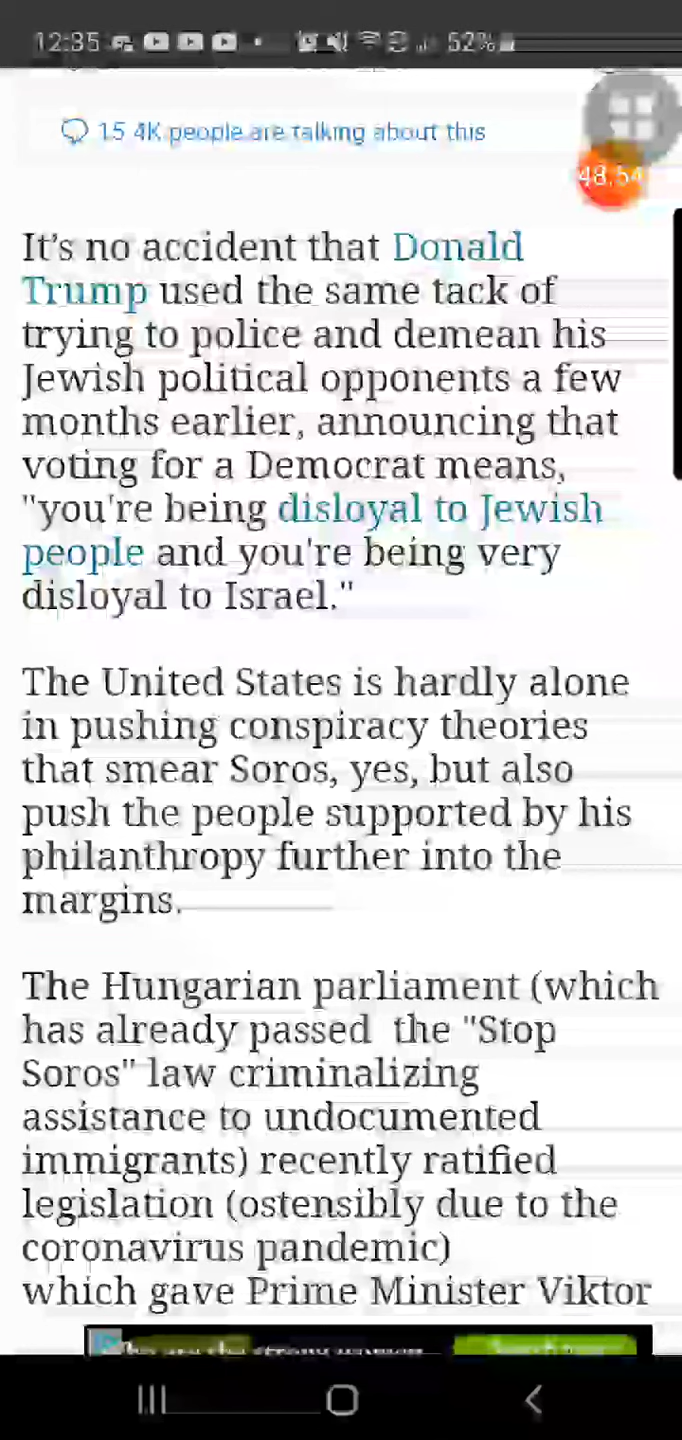 12:35
52%
15.4K people are talking about this
48:54
It's no accident that Donald
Trump used the same tack of
trying to police and demean his
Jewish political opponents a few
months earlier, announcing that
voting for a Democrat means,
"you're being disloyal to Jewish
people and you're being very
disloyal to Israel."
The United States is hardly alone
in pushing conspiracy theories
that smear Soros, yes, but also
push the people supported by his
philanthropy further into the
margins.
The Hungarian parliament (which
has already passed the "Stop
Soros" law criminalizing
assistance to undocumented
immigrants) recently ratified
legislation (ostensibly due to the
coronavirus pandemic)
which gave Prime Minister Viktor